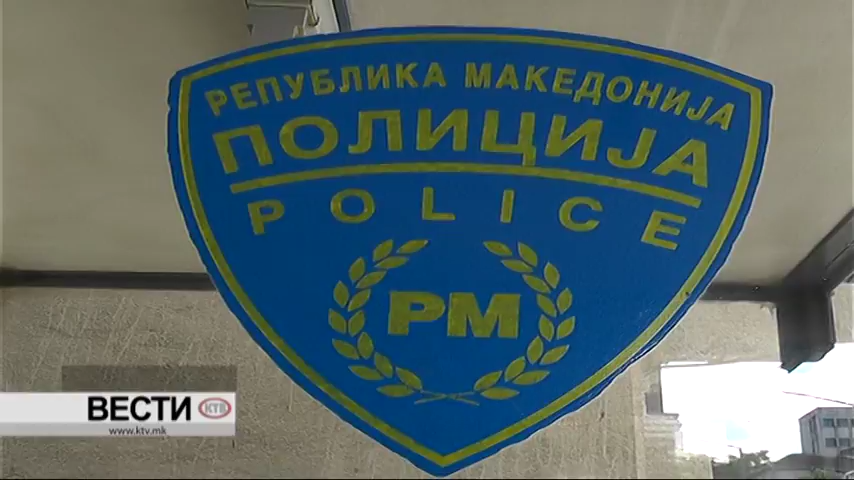 РЕПУБЛИКА МАКЕДОНИЈА
ПОЛИЦИЈА
POLICE
PM
ВЕСТИ КТВ
www.ktv.mk